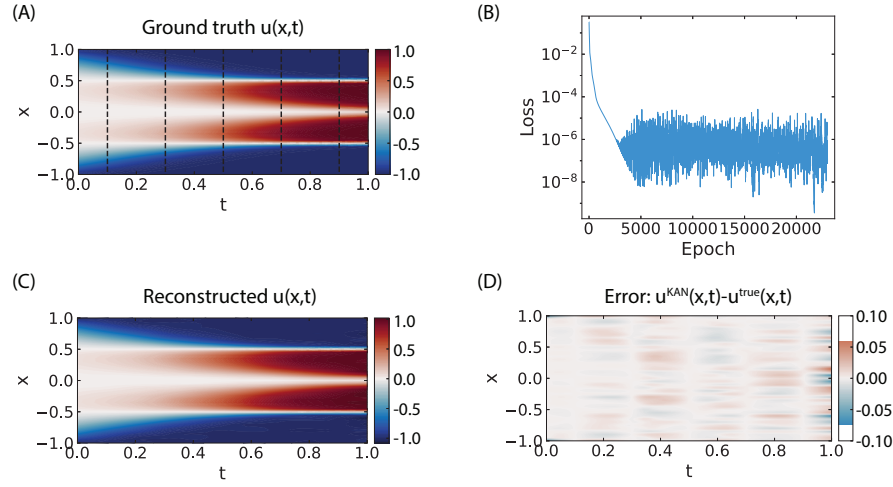 (A)
Ground truth u(x,t)
1.0
0.5
0.0
−0.5
−1.0
x
0.0 0.2 0.4 0.6 0.8 1.0
t
1.0
0.5
0.0
-0.5
-1.0
(B)
10⁻²
10⁻⁴
10⁻⁶
10⁻⁸
Loss
0 5000 10000 15000 20000
Epoch
(C)
Reconstructed u(x,t)
1.0
0.5
0.0
−0.5
−1.0
x
0.0 0.2 0.4 0.6 0.8 1.0
t
1.0
0.5
0.0
-0.5
-1.0
(D)
Error: uᴷᴬᴺ(x,t)-uᵗʳᵘᵉ(x,t)
1.0
0.5
0.0
−0.5
−1.0
x
0.0 0.2 0.4 0.6 0.8 1.0
t
0.10
0.05
0.00
-0.05
-0.10